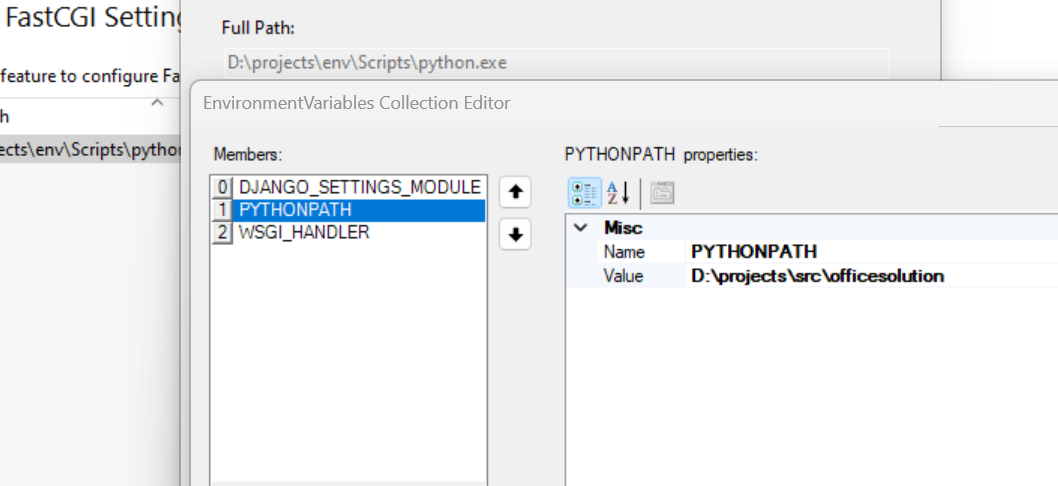 FastCGI Setting
Full Path:
D:\projects\env\Scripts\python.exe
feature to configure Fa
h
ects\env\Scripts\python
EnvironmentVariables Collection Editor
Members:
0 DJANGO_SETTINGS_MODULE
1 PYTHONPATH
2 WSGI_HANDLER
PYTHONPATH properties:
A
Z
Misc
Name PYTHONPATH
Value D:\projects\src\officesolution